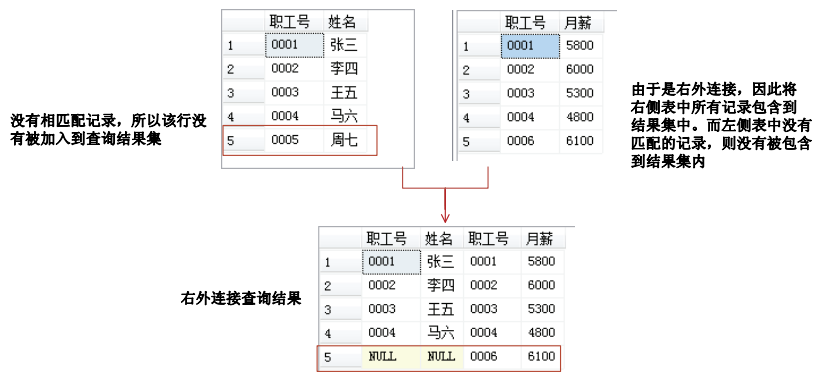 职工号 姓名
1 0001 张三
2 0002 李四
3 0003 王五
4 0004 马六
5 0005 周七
职工号 月薪
1 0001 5800
2 0002 6000
3 0003 5300
4 0004 4800
5 0006 6100
没有相匹配记录，所以该行没
有被加入到查询结果集
由于是右外连接，因此将
右侧表中所有记录包含到
结果集中。而左侧表中没有
匹配的记录，则没有被包含
到结果集内
职工号 姓名 职工号 月薪
1 0001 张三 0001 5800
2 0002 李四 0002 6000
3 0003 王五 0003 5300
4 0004 马六 0004 4800
5 NULL NULL 0006 6100
右外连接查询结果